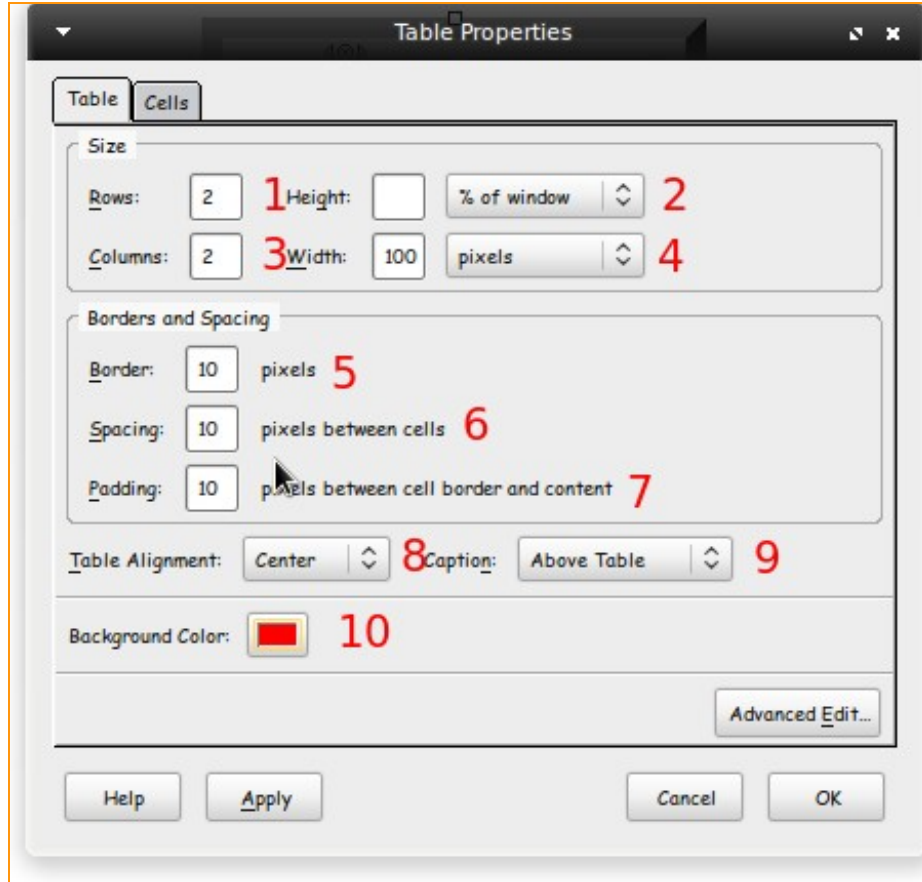 Table Properties
Table Cells
Size
Rows: 2 1 Height: % of window 2
Columns: 2 3 Width: 100 pixels 4
Borders and Spacing
Border: 10 pixels 5
Spacing: 10 pixels between cells 6
Padding: 10 pixels between cell border and content 7
Table Alignment: Center 8 Caption: Above Table 9
Background Color: 10
Advanced Edit...
Help Apply Cancel OK